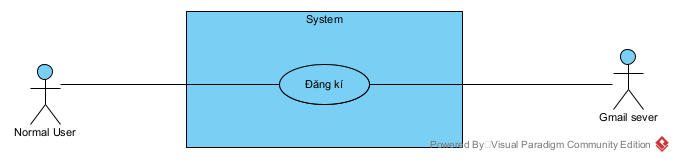 System
Đăng kí
Normal User
Gmail sever
Powered By Visual Paradigm Community Edition